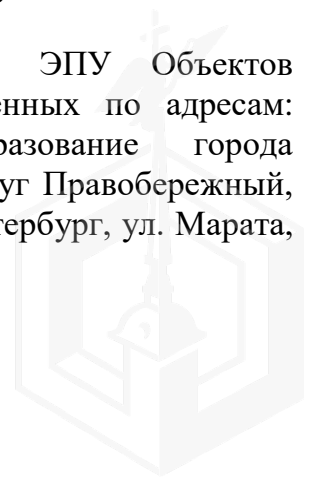 ЭПУ Объектов
енных по адресам:
разование города
уг Правобережный,
тербург, ул. Марата,